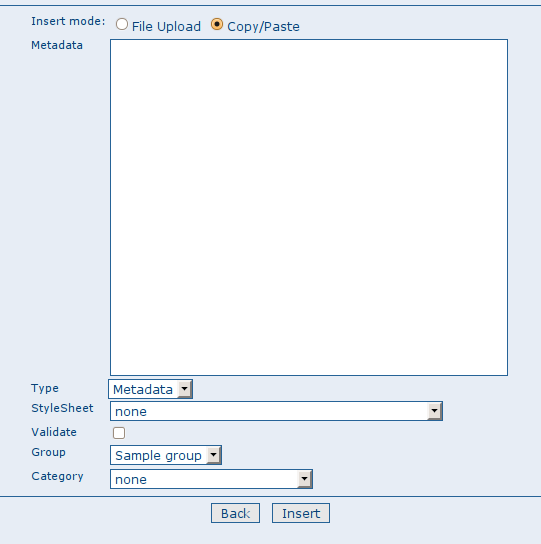 Insert mode: File Upload Copy/Paste
Metadata
Type Metadata
StyleSheet none
Validate
Group Sample group
Category none
Back Insert